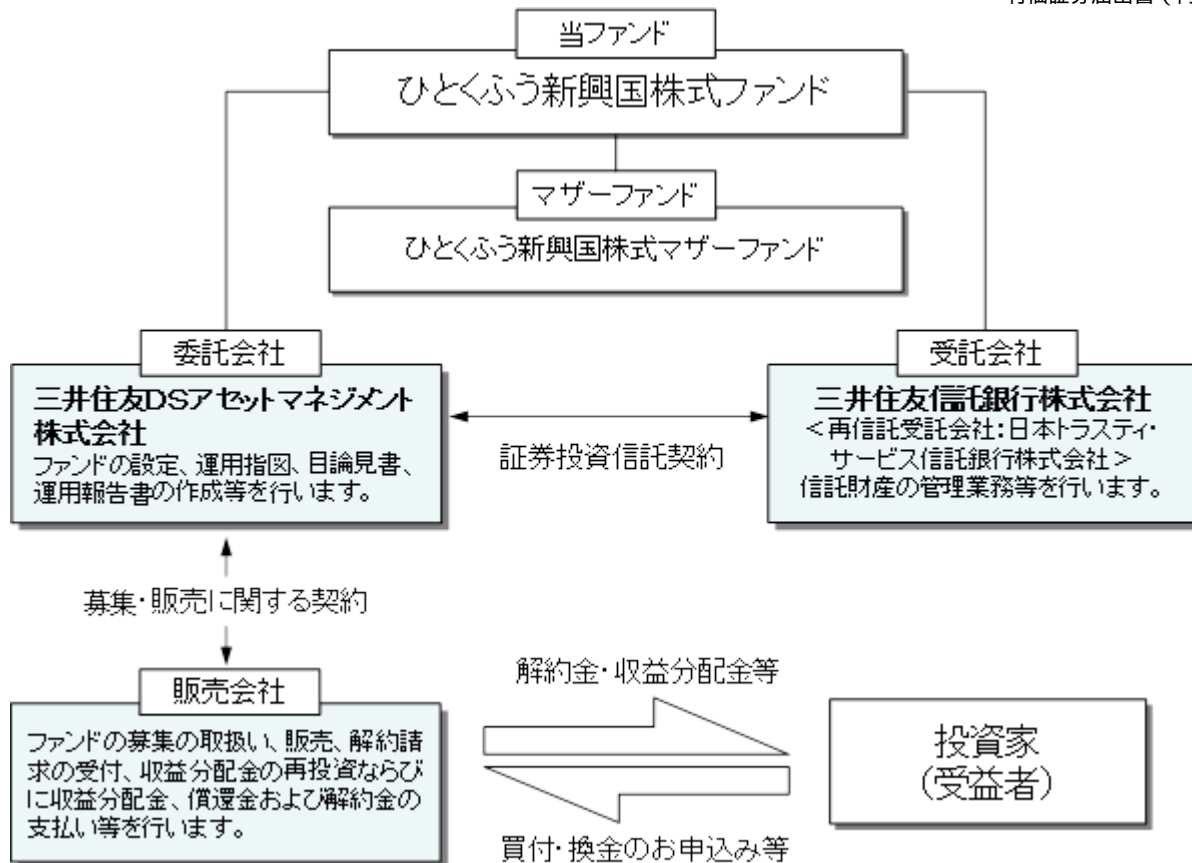 当ファンド
ひとくふう新興国株式ファンド
マザーファンド
ひとくふう新興国株式マザーファンド
委託会社
三井住友DSアセットマネジメント
株式会社
ファンドの設定、運用指図、目論見書、
運用報告書の作成等を行います。
証券投資信託契約
受託会社
三井住友信託銀行株式会社
<再信託受託会社:日本トラスティ・
サービス信託銀行株式会社>
信託財産の管理業務等を行います。
募集・販売に関する契約
販売会社
ファンドの募集の取扱い、販売、解約請
求の受付、収益分配金の再投資ならび
に収益分配金、償還金および解約金の
支払い等を行います。
解約金・収益分配金等
買付・換金のお申込み等
投資家
(受益者)